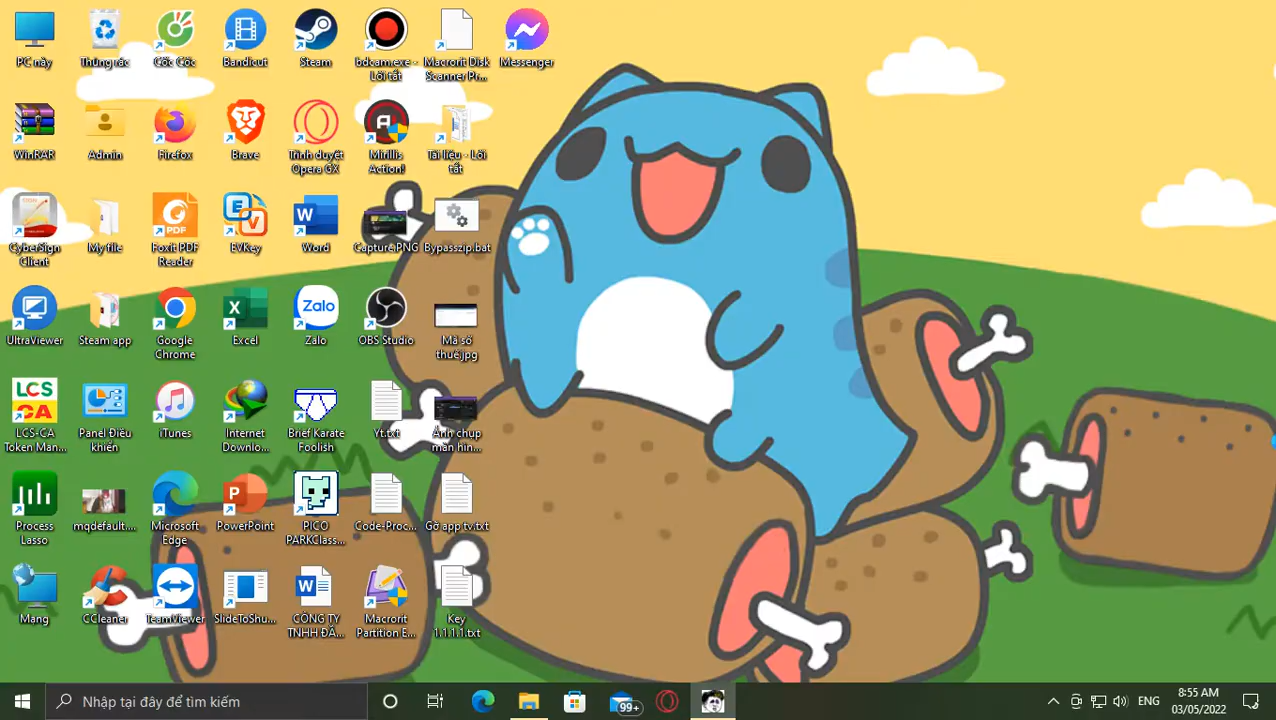 PC này
Thùng rác
Cốc Cốc
Bandicut
Steam
bdcam.exe -
Lối tắt
Macrorit Disk
Scanner Pr...
Messenger
WinRAR
Admin
Firefox
Brave
Trình duyệt
Opera GX
Mirillis
Action!
Tài liệu - Lối
tắt
CyberSign
Client
My file
PDF
Foxit PDF
Reader
EVKey
Word
Capture.PNG
Bypasszip.bat
UltraViewer
Steam app
Google
Chrome
Excel
Zalo
Zalo
OBS Studio
Mã số
thuế.jpg
LCS
CA
LCS-CA
Token Man...
Panel Điều
khiển
iTunes
Internet
Downlo...
Brief Karate
Foolish
Yt.txt
Ảnh chụp
màn hìn...
Process
Lasso
mqdefault....
Microsoft
Edge
PowerPoint
PICO
PARKClass...
Code-Proc...
Gỡ app tv.txt
Mạng
CCleaner
TeamViewer
SlideToShu...
CÔNG TY
TNHH ĐẦ...
Macrorit
Partition E...
Key
1.1.1.1.txt
Nhập tại đây để tìm kiếm
99+
ENG
8:55 AM
03/05/2022